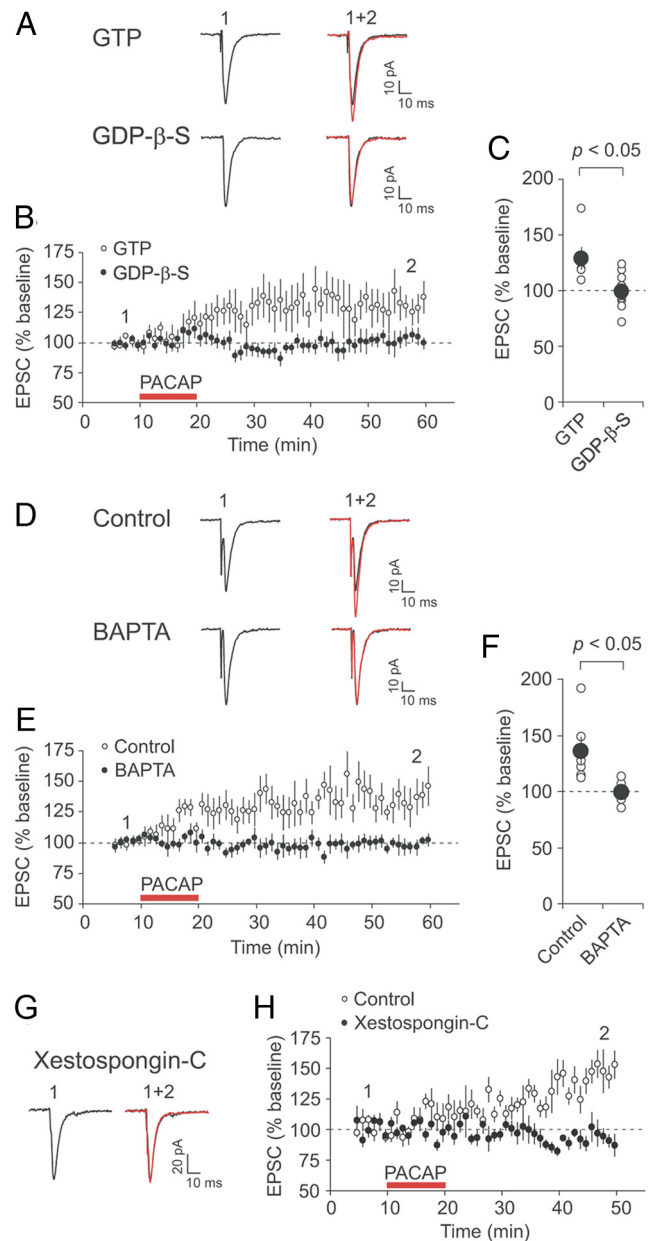 A
GTP
1
1+2
10 pA
10 ms
GDP-β-S
10 pA
10 ms
B
EPSC (% baseline)
175
150
125
100
75
50
GTP
GDP-β-S
1
2
PACAP
0 10 20 30 40 50 60
Time (min)
C
p < 0.05
EPSC (% baseline)
200
150
100
50
0
GTP
GDP-β-S
D
Control
1
1+2
10 pA
10 ms
BAPTA
10 pA
10 ms
E
EPSC (% baseline)
175
150
125
100
75
50
Control
BAPTA
1
2
PACAP
0 10 20 30 40 50 60
Time (min)
F
p < 0.05
EPSC (% baseline)
200
150
100
50
0
Control
BAPTA
G
Xestospongin-C
1
1+2
20 pA
10 ms
H
Control
Xestospongin-C
EPSC (% baseline)
175
150
125
100
75
50
1
2
PACAP
0 10 20 30 40 50
Time (min)